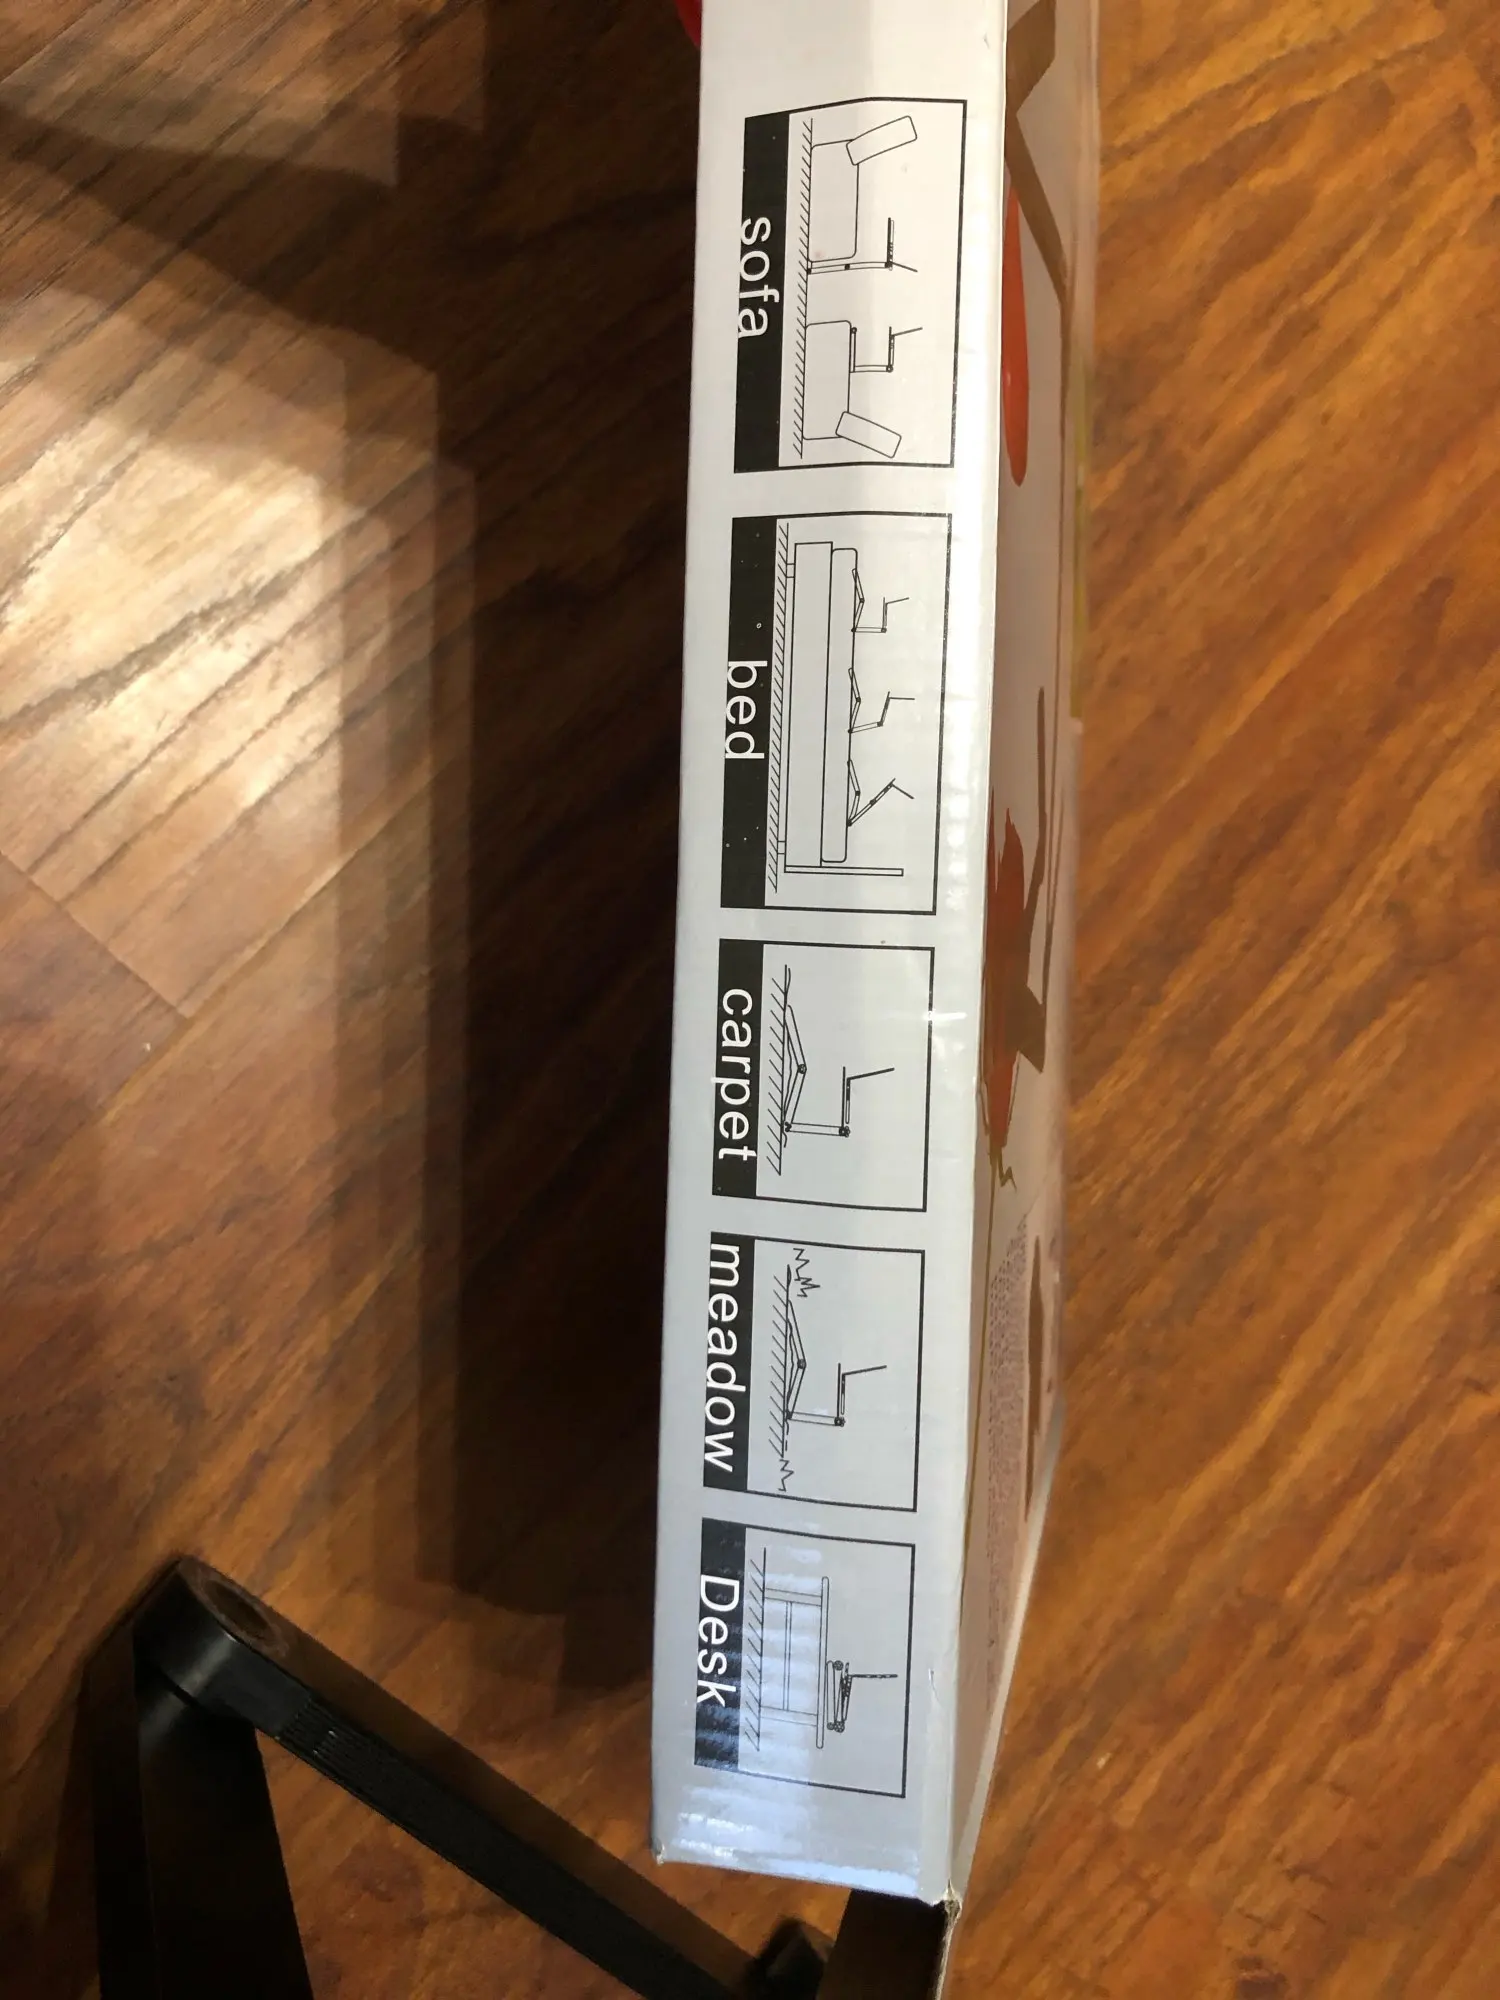 sofa
bed
carpet
meadow
Desk